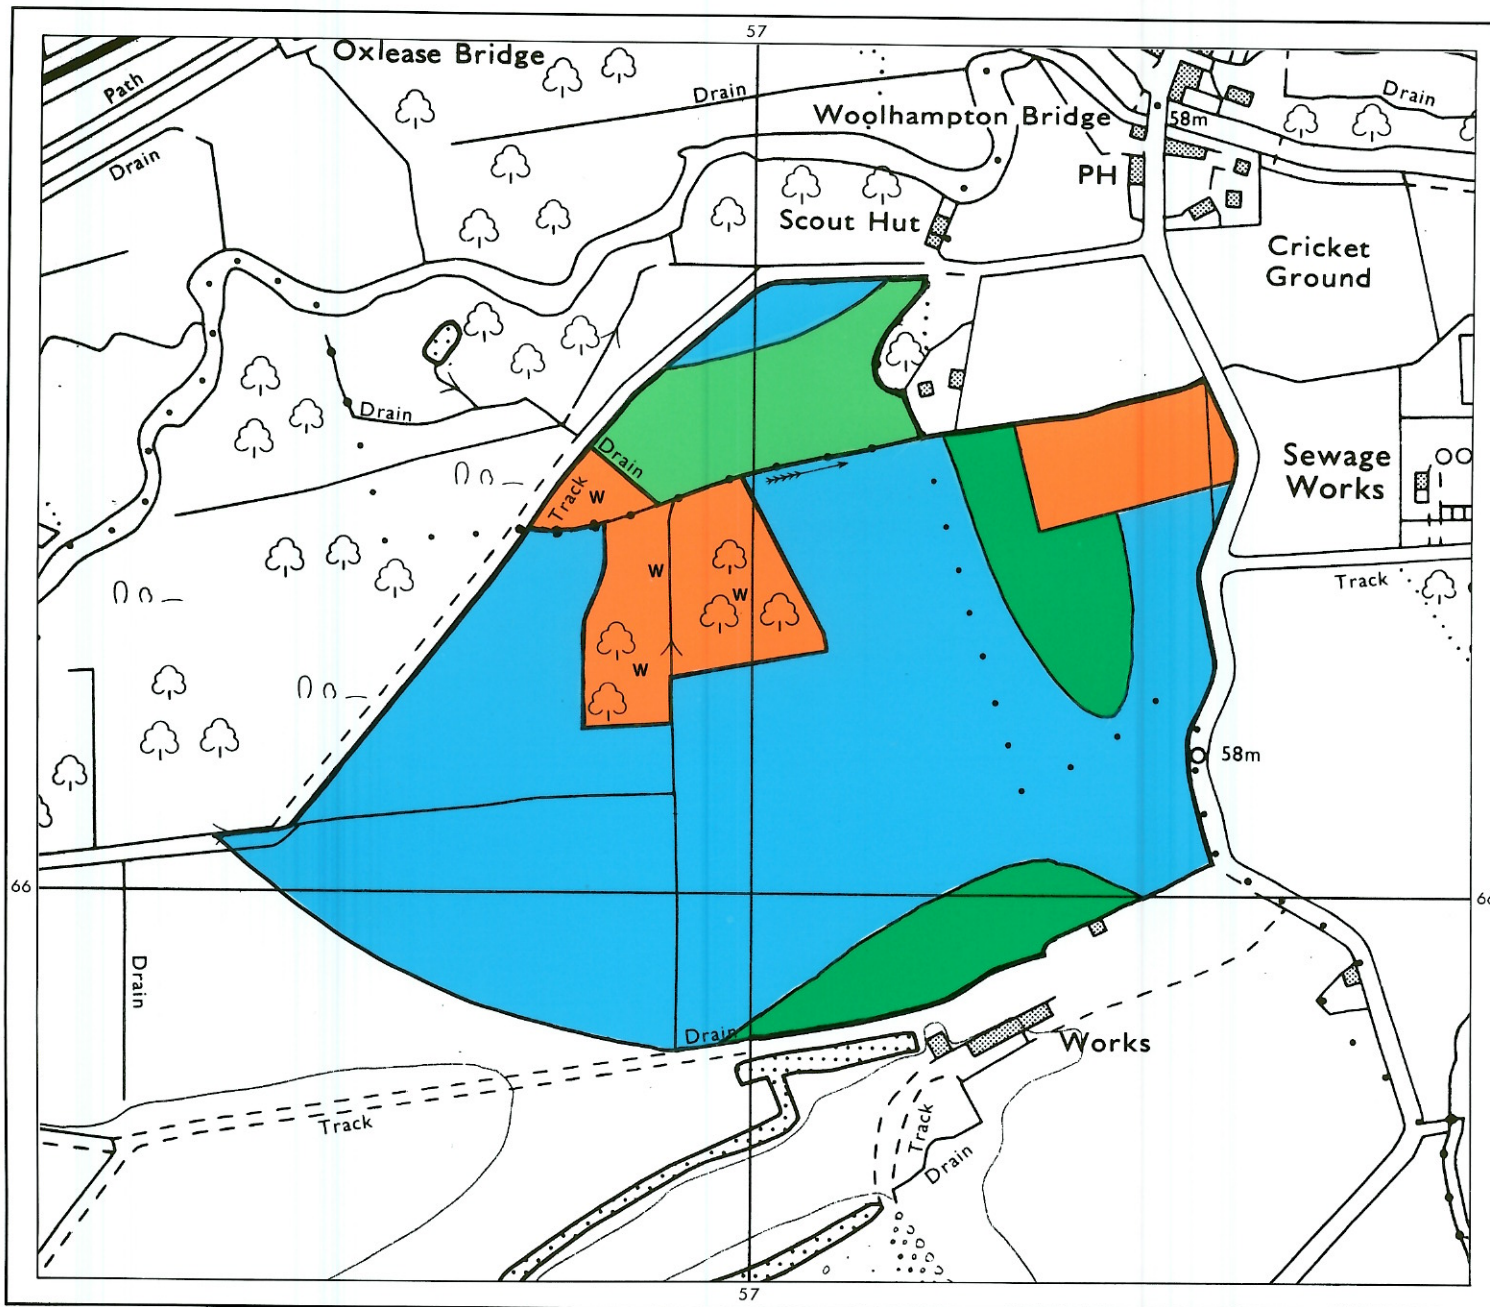 57
Oxlease Bridge
Path
Drain
Drain
Woolhampton Bridge
58m
Drain
PH
Scout Hut
Cricket
Ground
Drain
Drain
Track
W
Sewage
Works
W
W
W
Track
58m
66
66
Drain
Drain
Works
Track
Track
Drain
57